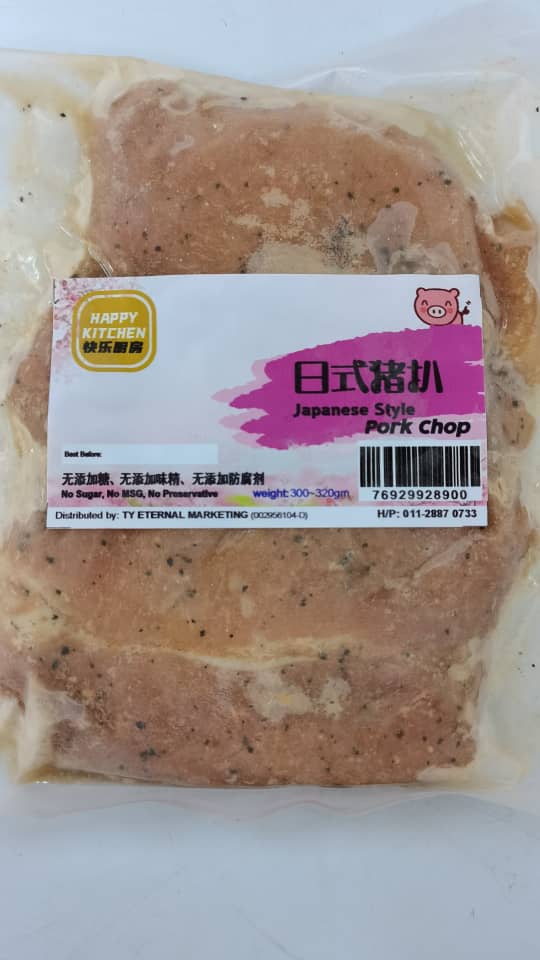 HAPPY
KITCHEN
快乐厨房
日式猪扒
Japanese Style
Pork Chop
Best Before:
无添加糖、无添加味精、无添加防腐剂
No Sugar, No MSG, No Preservative
weight: 300~320gm
76929928900
Distributed by: TY ETERNAL MARKETING (002956104-D)
H/P: 011-2887 0733